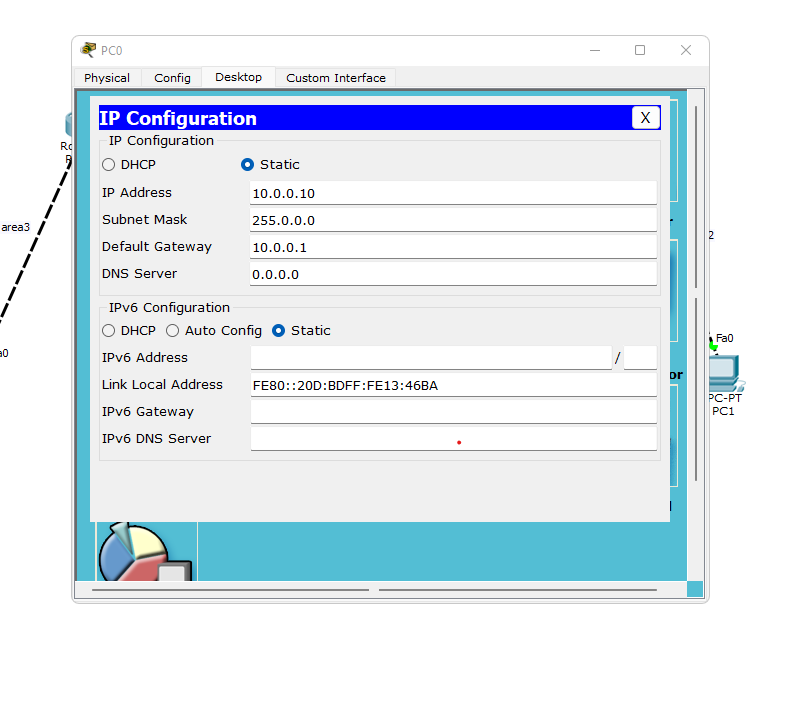 PC0
Physical Config Desktop Custom Interface
IP Configuration X
IP Configuration
DHCP Static
IP Address 10.0.0.10
Subnet Mask 255.0.0.0
Default Gateway 10.0.0.1
DNS Server 0.0.0.0
IPv6 Configuration
DHCP Auto Config Static
IPv6 Address /
Link Local Address FE80::20D:BDFF:FE13:46BA
IPv6 Gateway
IPv6 DNS Server
area3
2
Fa0
a0
or
PC-PT
PC1